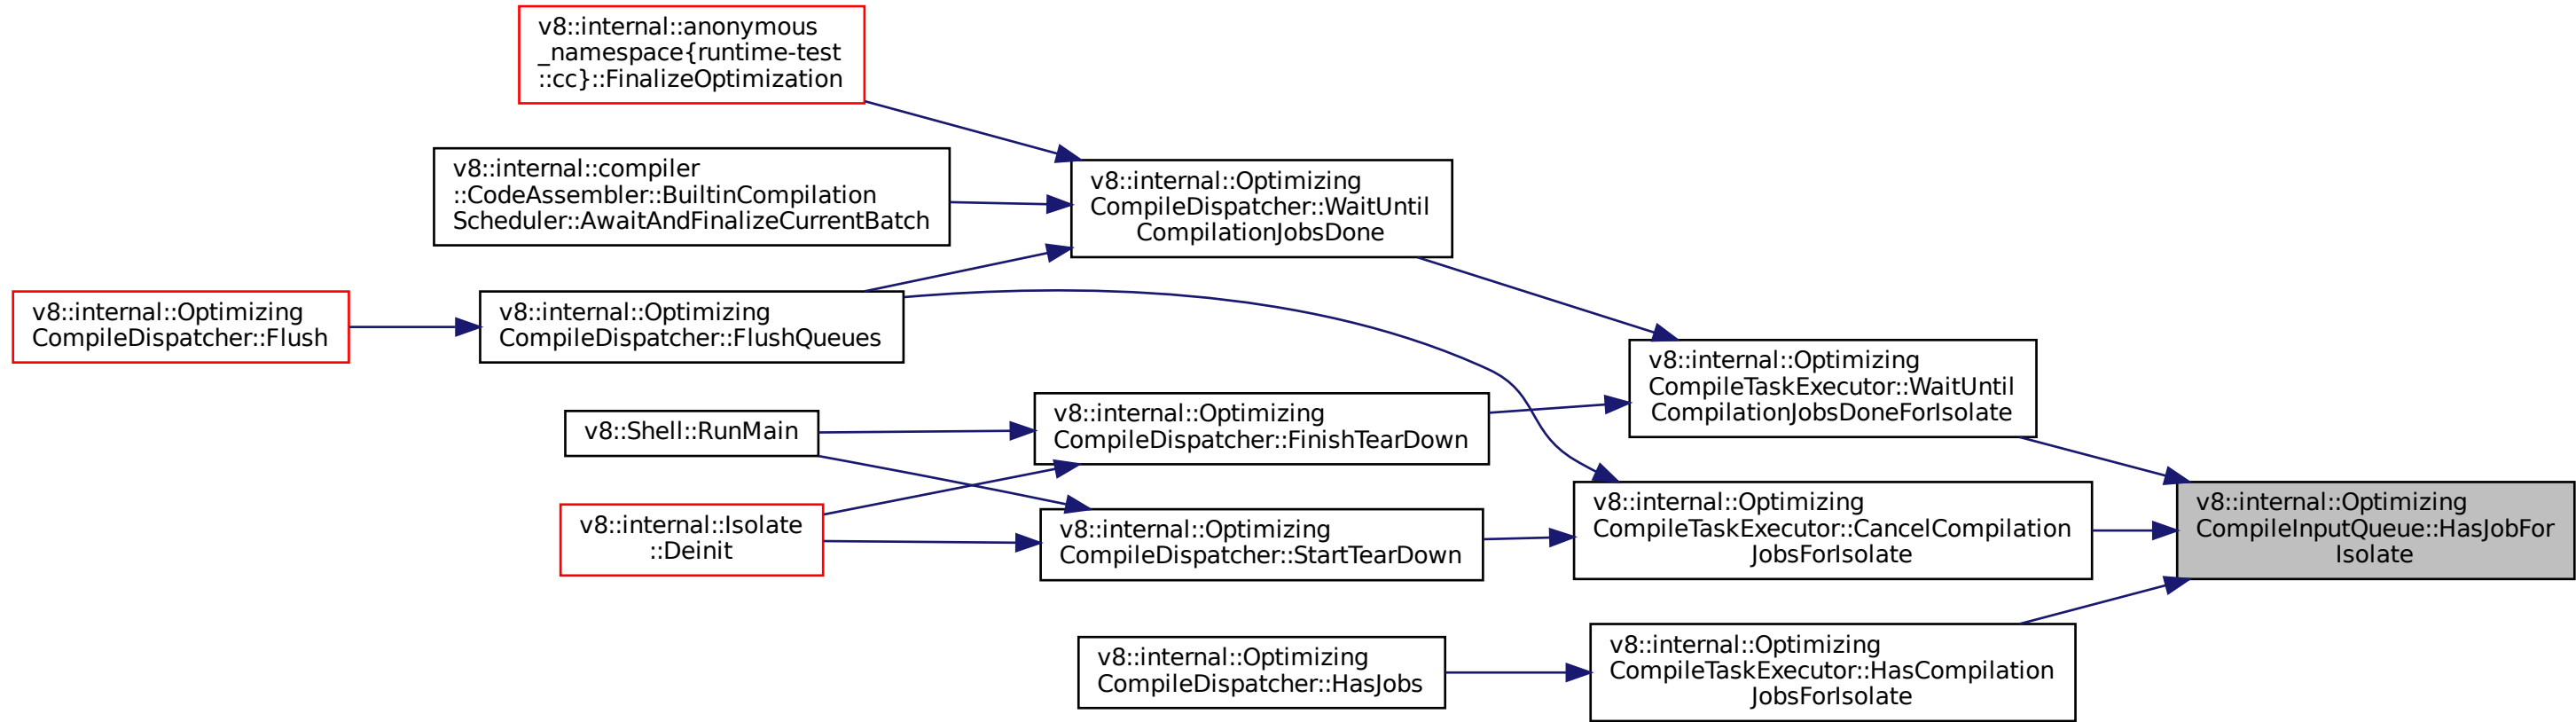 v8::internal::anonymous
_namespace{runtime-test
::cc}::FinalizeOptimization
v8::internal::compiler
::CodeAssembler::BuiltinCompilation
Scheduler::AwaitAndFinalizeCurrentBatch
v8::internal::Optimizing
CompileDispatcher::WaitUntil
CompilationJobsDone
v8::internal::Optimizing
CompileDispatcher::Flush
v8::internal::Optimizing
CompileDispatcher::FlushQueues
v8::internal::Optimizing
CompileTaskExecutor::WaitUntil
CompilationJobsDoneForIsolate
v8::Shell::RunMain
v8::internal::Optimizing
CompileDispatcher::FinishTearDown
v8::internal::Isolate
::Deinit
v8::internal::Optimizing
CompileDispatcher::StartTearDown
v8::internal::Optimizing
CompileTaskExecutor::CancelCompilation
JobsForIsolate
v8::internal::Optimizing
CompileInputQueue::HasJobFor
Isolate
v8::internal::Optimizing
CompileDispatcher::HasJobs
v8::internal::Optimizing
CompileTaskExecutor::HasCompilation
JobsForIsolate